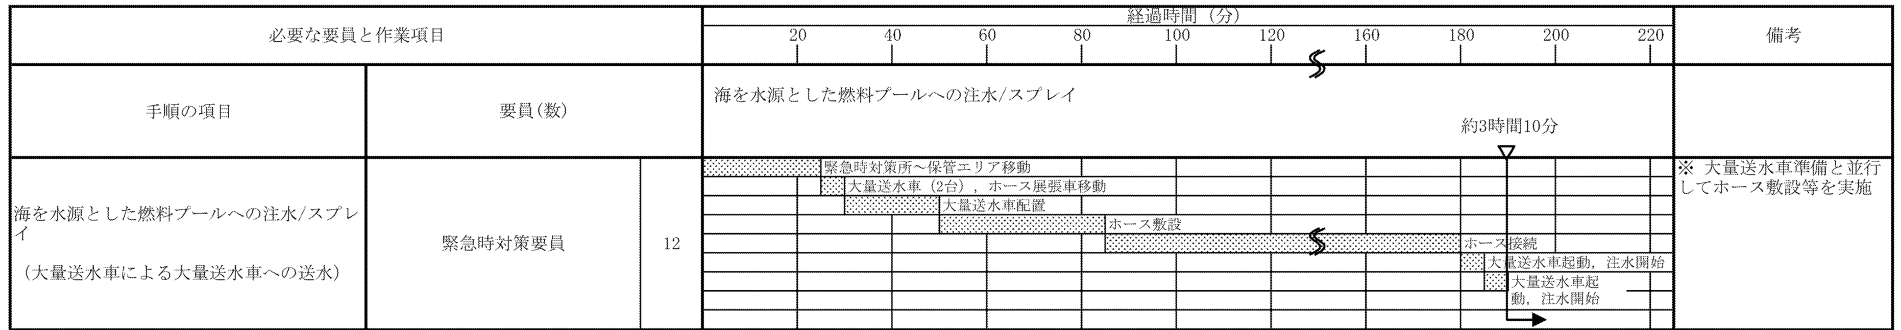 必要な要員と作業項目
経過時間（分）
20 40 60 80 100 120 140 160 180 200 220
備考
手順の項目
要員(数)
海を水源とした燃料プールへの注水/スプレイ
約3時間10分
海を水源とした燃料プールへの注水/スプレ
イ
（大量送水車による大量送水車への送水）
緊急時対策要員
12
緊急時対策所～保管エリア移動
大量送水車（2台），ホース展張車移動
大量送水車配置
ホース敷設
ホース接続
大量送水車起動，注水開始
大量送水車起
動，注水開始
※ 大量送水車準備と並行
してホース敷設等を実施